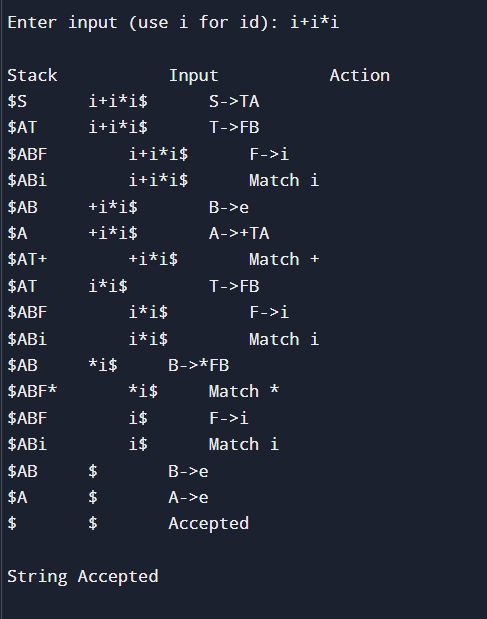 Enter input (use i for id): i+i*i
Stack Input Action
$S i+i*i$ S->TA
$AT i+i*i$ T->FB
$ABF i+i*i$ F->i
$ABi i+i*i$ Match i
$AB +i*i$ B->e
$A +i*i$ A->+TA
$AT+ +i*i$ Match +
$AT i*i$ T->FB
$ABF i*i$ F->i
$ABi i*i$ Match i
$AB *i$ B->*FB
$ABF* *i$ Match *
$ABF i$ F->i
$ABi i$ Match i
$AB $ B->e
$A $ A->e
$ $ Accepted
String Accepted